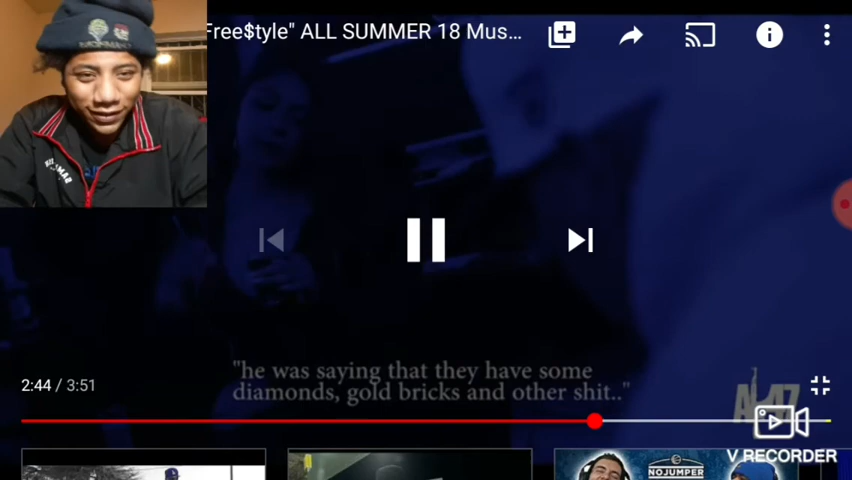 Free$tyle" ALL SUMMER 18 Mus...
"he was saying that they have some
diamonds, gold bricks and other shit.."
2:44 / 3:51
V RECORDER
NOJUMPER